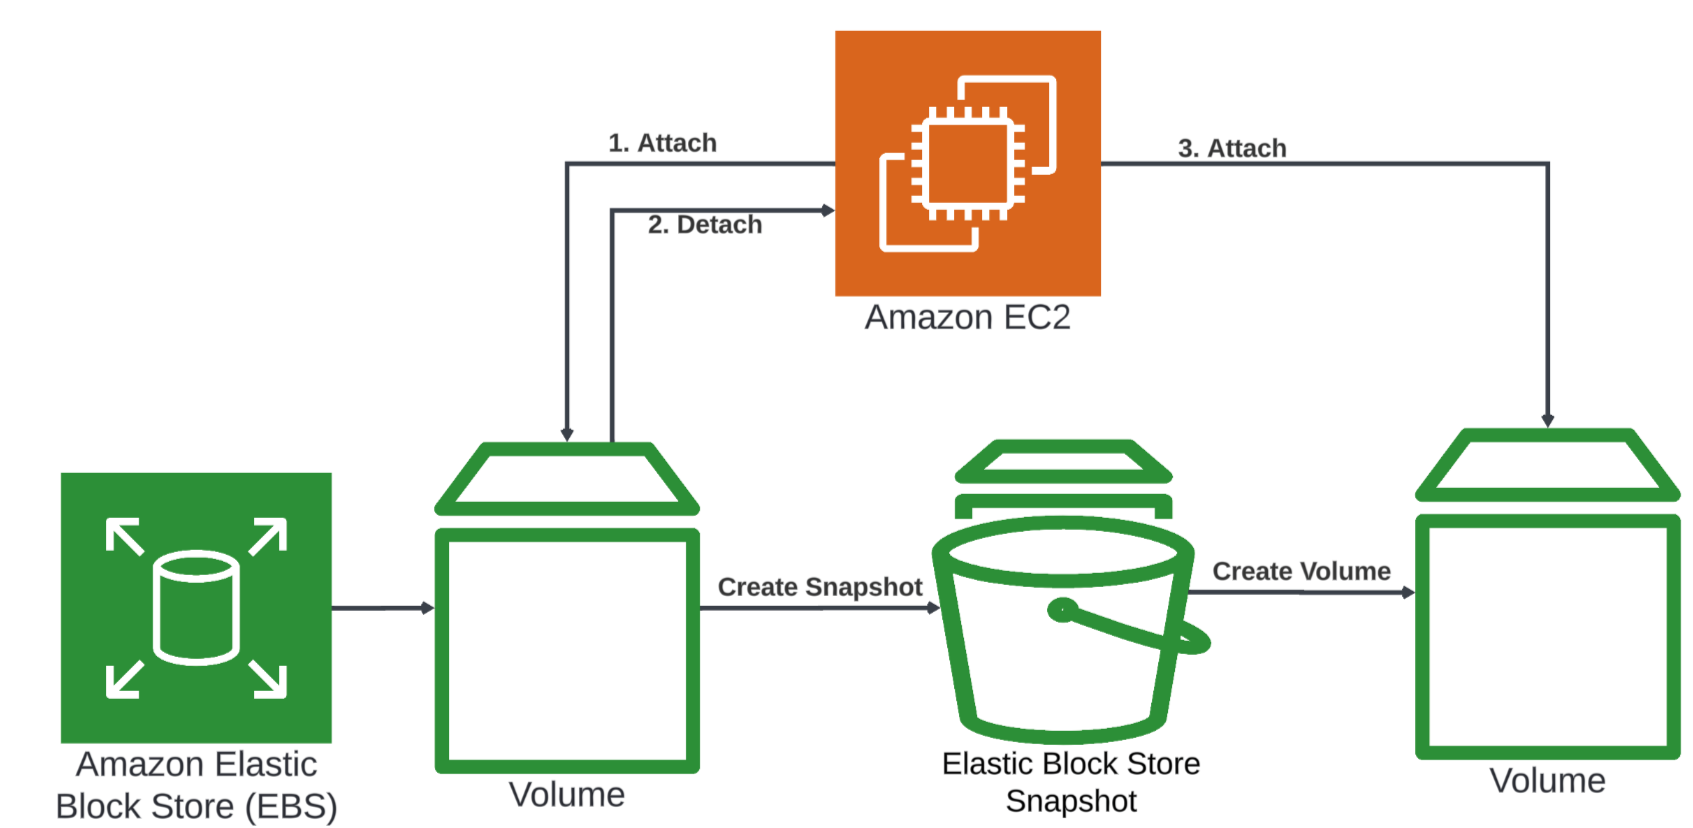 1. Attach
3. Attach
2. Detach
Amazon EC2
Create Snapshot
Create Volume
Amazon Elastic
Block Store (EBS)
Volume
Elastic Block Store
Snapshot
Volume